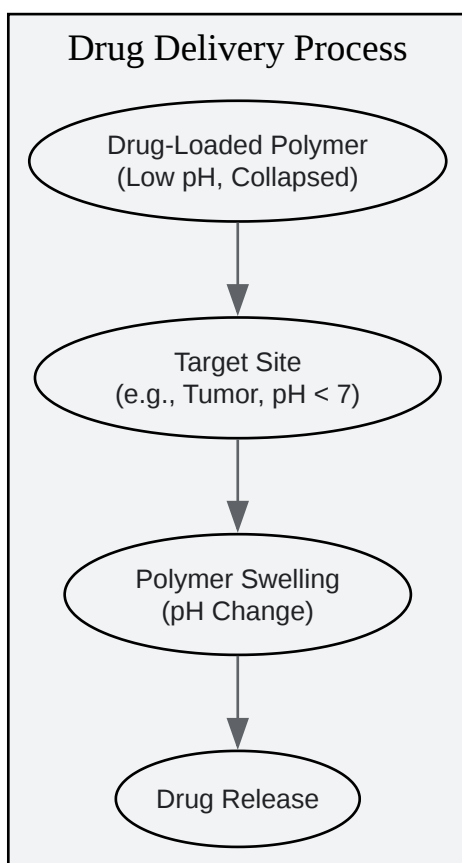 Drug Delivery Process
Drug-Loaded Polymer
(Low pH, Collapsed)
Target Site
(e.g., Tumor, pH < 7)
Polymer Swelling
(pH Change)
Drug Release